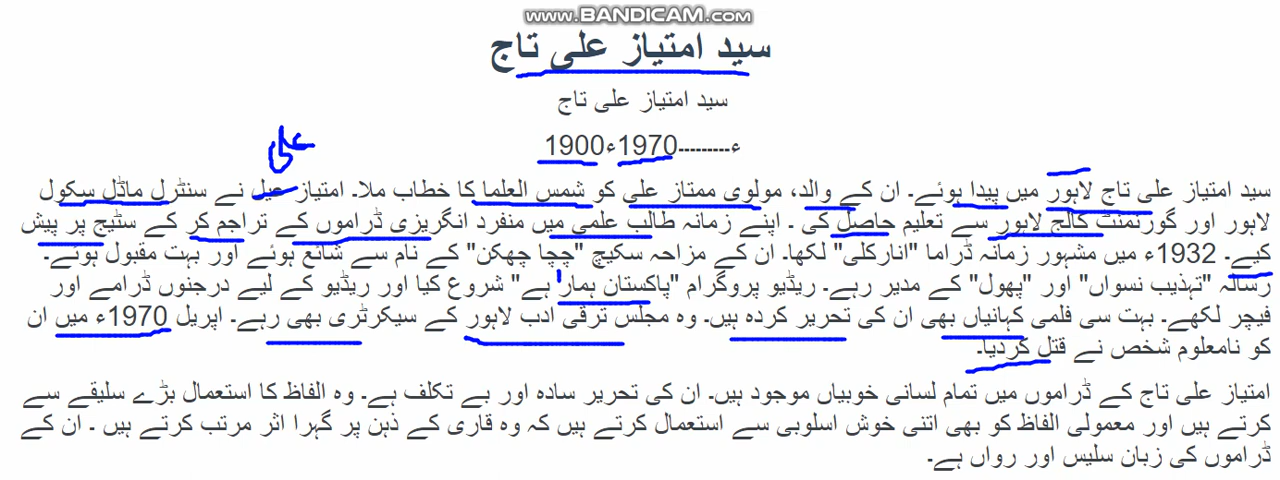 www.BANDICAM.com
سید امتیاز علی تاج
سید امتیاز علی تاج
1900ء1970ء---------ء
علی
سید امتیاز علی تاج لاہور میں پیدا ہوئے۔ ان کے والد، مولوی ممتاز علی کو شمس العلما کا خطاب ملا۔ امتیاز عیل نے سنٹرل ماڈل سکول
لاہور اور گورنمنٹ کالج لاہور سے تعلیم حاصل کی ۔ اپنے زمانہ طالب علمی میں منفرد انگریزی ڈراموں کے تراجم کر کے سٹیج پر پیش
کیے۔ 1932ء میں مشہور زمانہ ڈراما "انارکلی" لکھا۔ ان کے مزاحہ سکیچ "چچا چھکن" کے نام سے شائع ہوئے اور بہت مقبول ہوئے۔
رسالہ "تہذیب نسواں" اور "پھول" کے مدیر رہے۔ ریڈیو پروگرام "پاکستان ہمارا ہے" شروع کیا اور ریڈیو کے لیے درجنوں ڈرامے اور
فیچر لکھے۔ بہت سی فلمی کہانیاں بھی ان کی تحریر کردہ ہیں۔ وہ مجلس ترقی ادب لاہور کے سیکرٹری بھی رہے۔ اپریل 1970ء میں ان
کو نامعلوم شخص نے قتل کردیا۔
امتیاز علی تاج کے ڈراموں میں تمام لسانی خوبیاں موجود ہیں۔ ان کی تحریر سادہ اور بے تکلف ہے۔ وہ الفاظ کا استعمال بڑے سلیقے سے
کرتے ہیں اور معمولی الفاظ کو بھی اتنی خوش اسلوبی سے استعمال کرتے ہیں کہ وہ قاری کے ذہن پر گہرا اثر مرتب کرتے ہیں ۔ ان کے
ڈراموں کی زبان سلیس اور رواں ہے۔